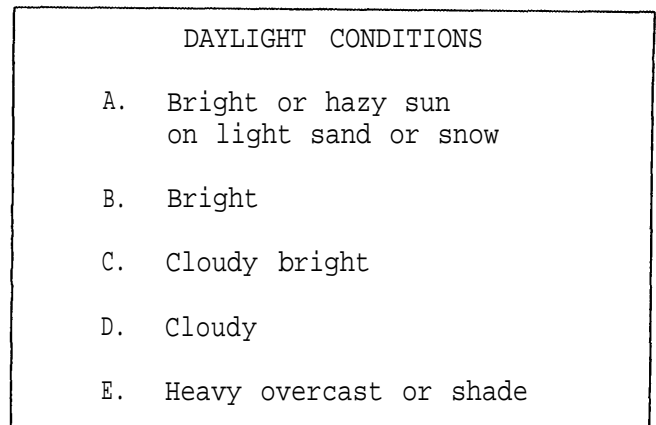 DAYLIGHT CONDITIONS
A. Bright or hazy sun
on light sand or snow
B. Bright
C. Cloudy bright
D. Cloudy
E. Heavy overcast or shade